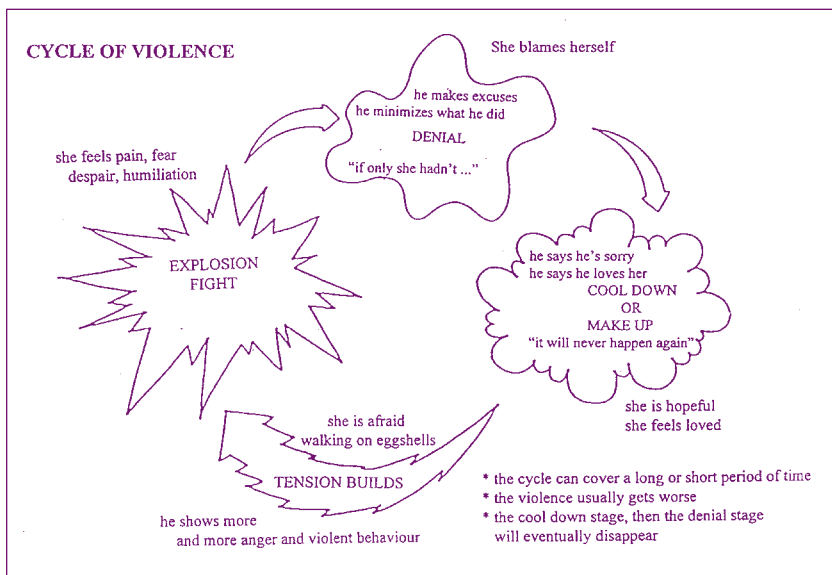 CYCLE OF VIOLENCE
She blames herself
he makes excuses
he minimizes what he did
DENIAL
"if only she hadn't ..."
she feels pain, fear
despair, humiliation
EXPLOSION
FIGHT
he says he's sorry
he says he loves her
COOL DOWN
OR
MAKE UP
"it will never happen again"
she is hopeful
she feels loved
she is afraid
walking on eggshells
TENSION BUILDS
he shows more
and more anger and violent behaviour
* the cycle can cover a long or short period of time
* the violence usually gets worse
* the cool down stage, then the denial stage
will eventually disappear